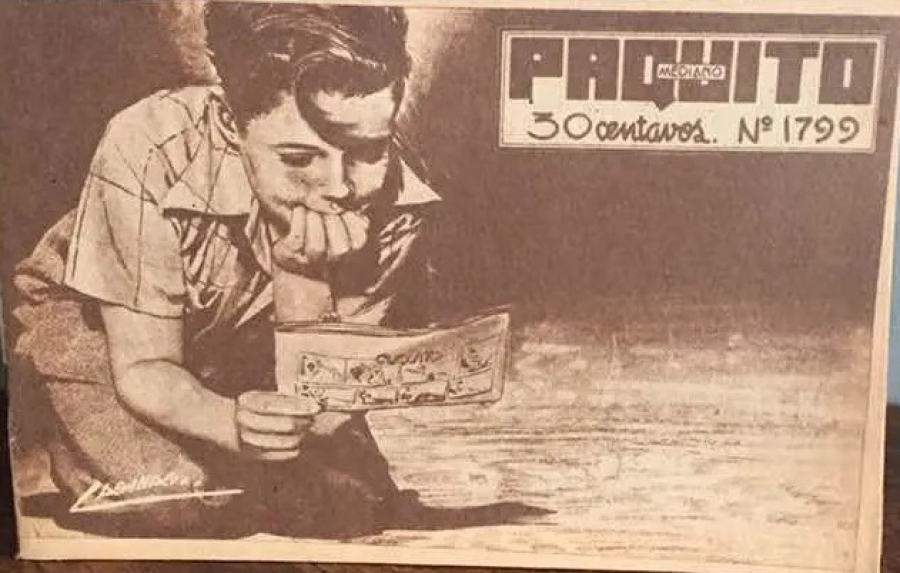 PAQUITO
MEDIANO
30 centavos. Nº 1799